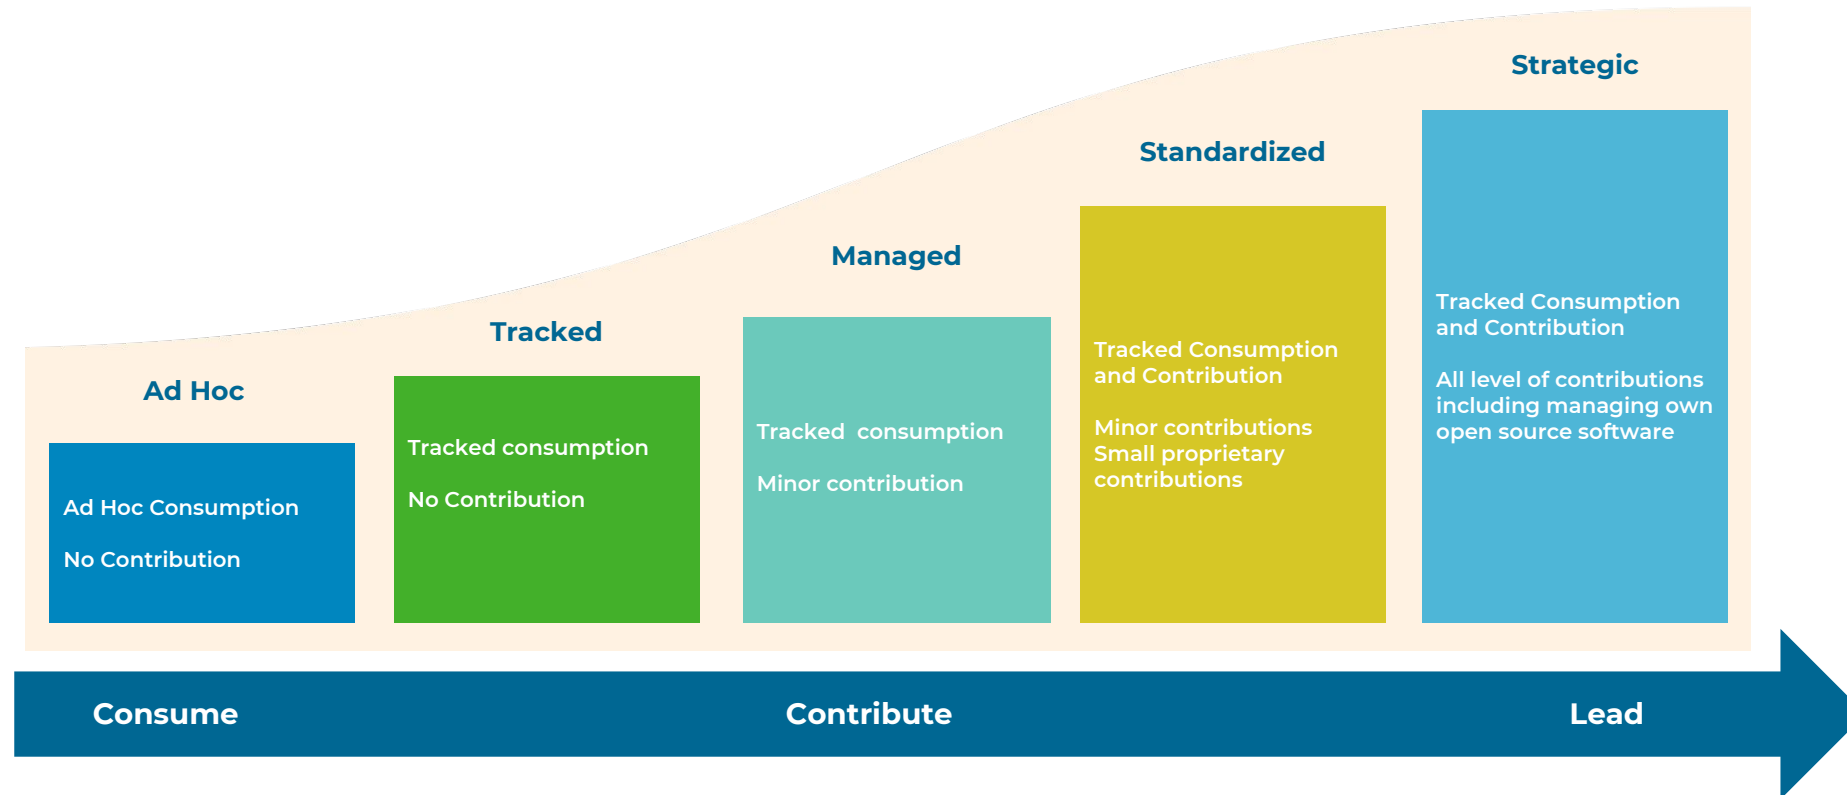 Ad Hoc
Ad Hoc Consumption
No Contribution
Tracked
Tracked consumption
No Contribution
Managed
Tracked  consumption
Minor contribution
Standardized
Tracked Consumption
and Contribution
Minor contributions
Small proprietary
contributions
Strategic
Tracked Consumption
and Contribution
All level of contributions
including managing own
open source software
Consume
Contribute
Lead